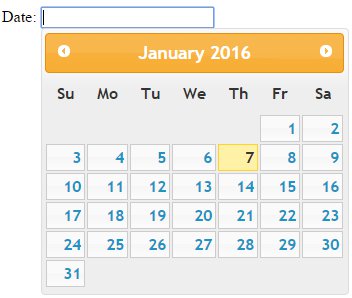 Date:
January 2016
Su Mo Tu We Th Fr Sa
1 2
3 4 5 6 7 8 9
10 11 12 13 14 15 16
17 18 19 20 21 22 23
24 25 26 27 28 29 30
31